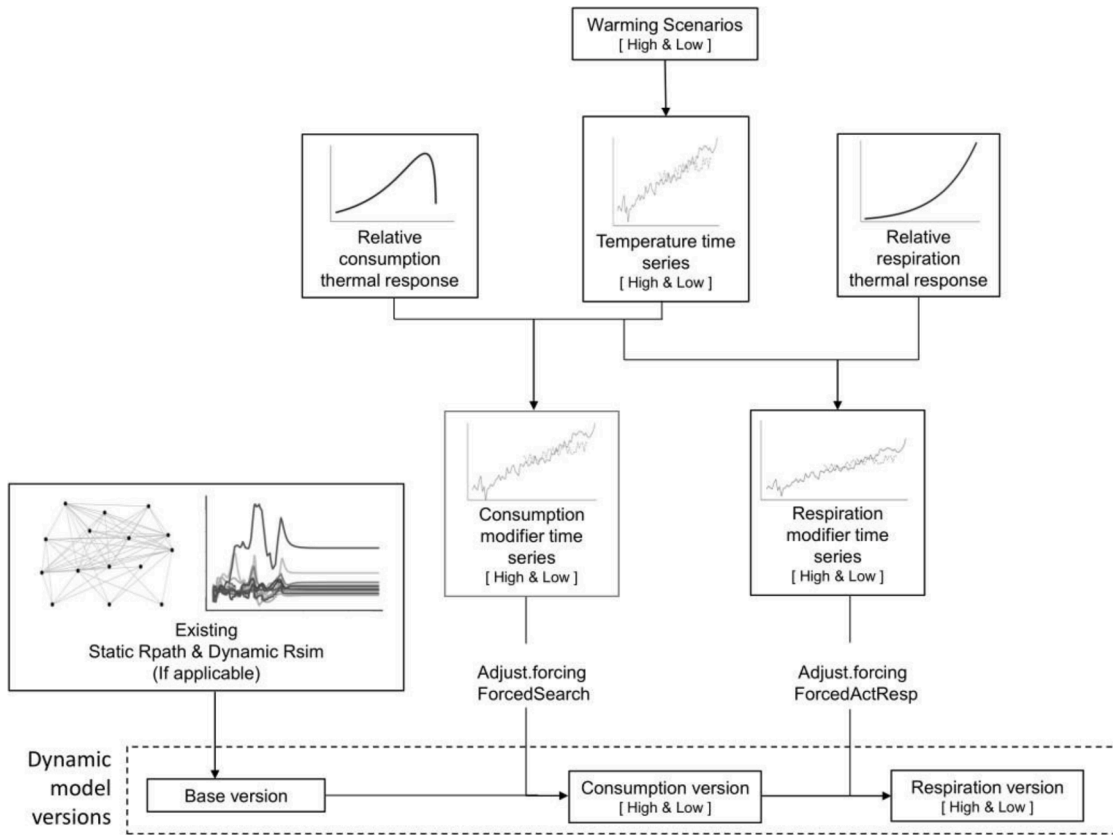 Warming Scenarios
[ High & Low ]
Relative
consumption
thermal response
Temperature time
series
[ High & Low ]
Relative
respiration
thermal response
Consumption
modifier time
series
[ High & Low ]
Respiration
modifier time
series
[ High & Low ]
Existing
Static Rpath & Dynamic Rsim
(If applicable)
Adjust.forcing
ForcedSearch
Adjust.forcing
ForcedActResp
Dynamic
model
versions
Base version
Consumption version
[ High & Low ]
Respiration version
[ High & Low ]